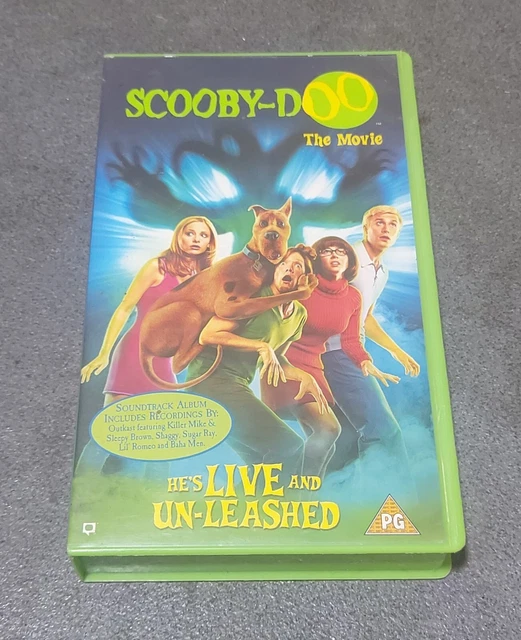 SCOOBY-DOO
The Movie
SOUNDTRACK ALBUM
INCLUDES RECORDINGS BY:
Outkast featuring Killer Mike &
Sleepy Brown, Shaggy, Sugar Ray,
Lil' Romeo and Baha Men.
HE'S LIVE AND
UN-LEASHED
PG